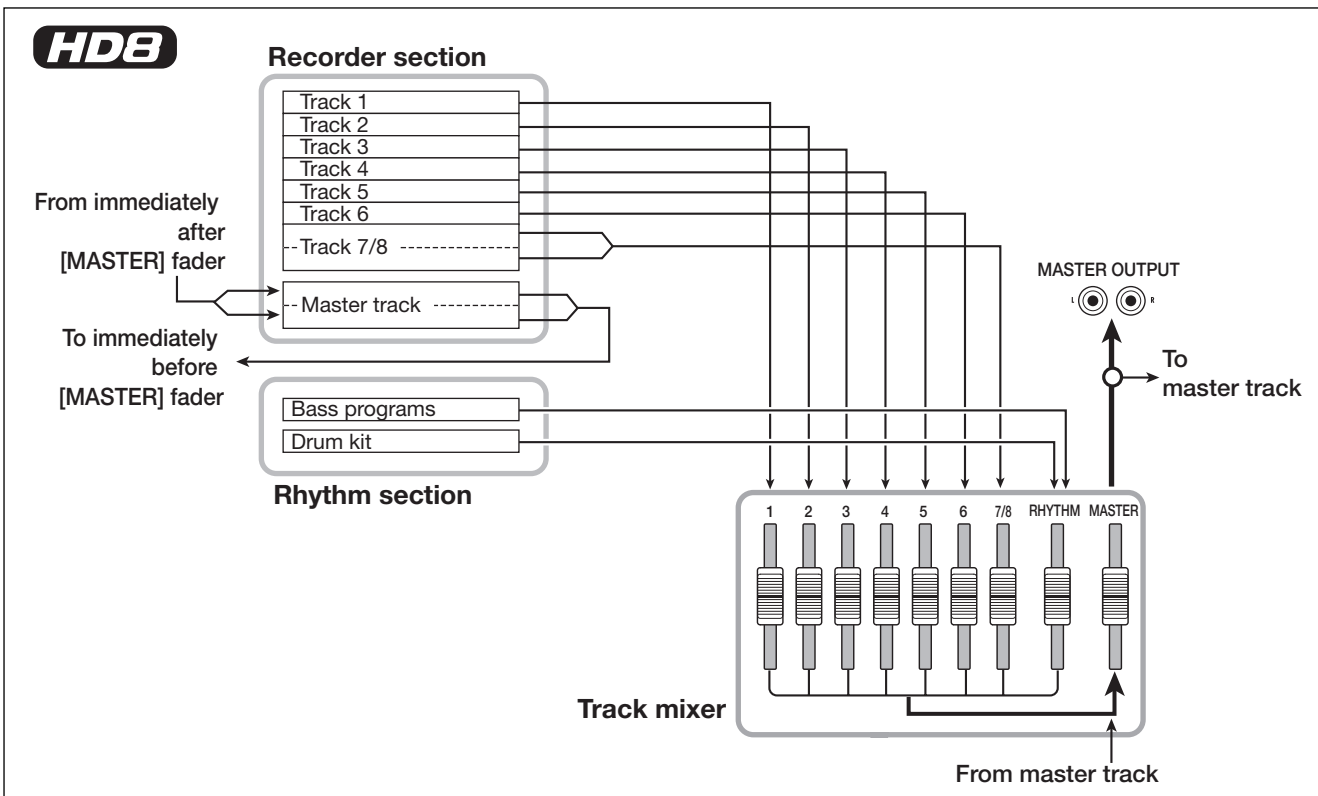 HD8
Recorder section
Track 1
Track 2
Track 3
Track 4
Track 5
Track 6
Track 7/8
Master track
From immediately
after
[MASTER] fader
To immediately
before
[MASTER] fader
Bass programs
Drum kit
Rhythm section
MASTER OUTPUT
L R
To
master track
1 2 3 4 5 6 7/8 RHYTHM MASTER
Track mixer
From master track